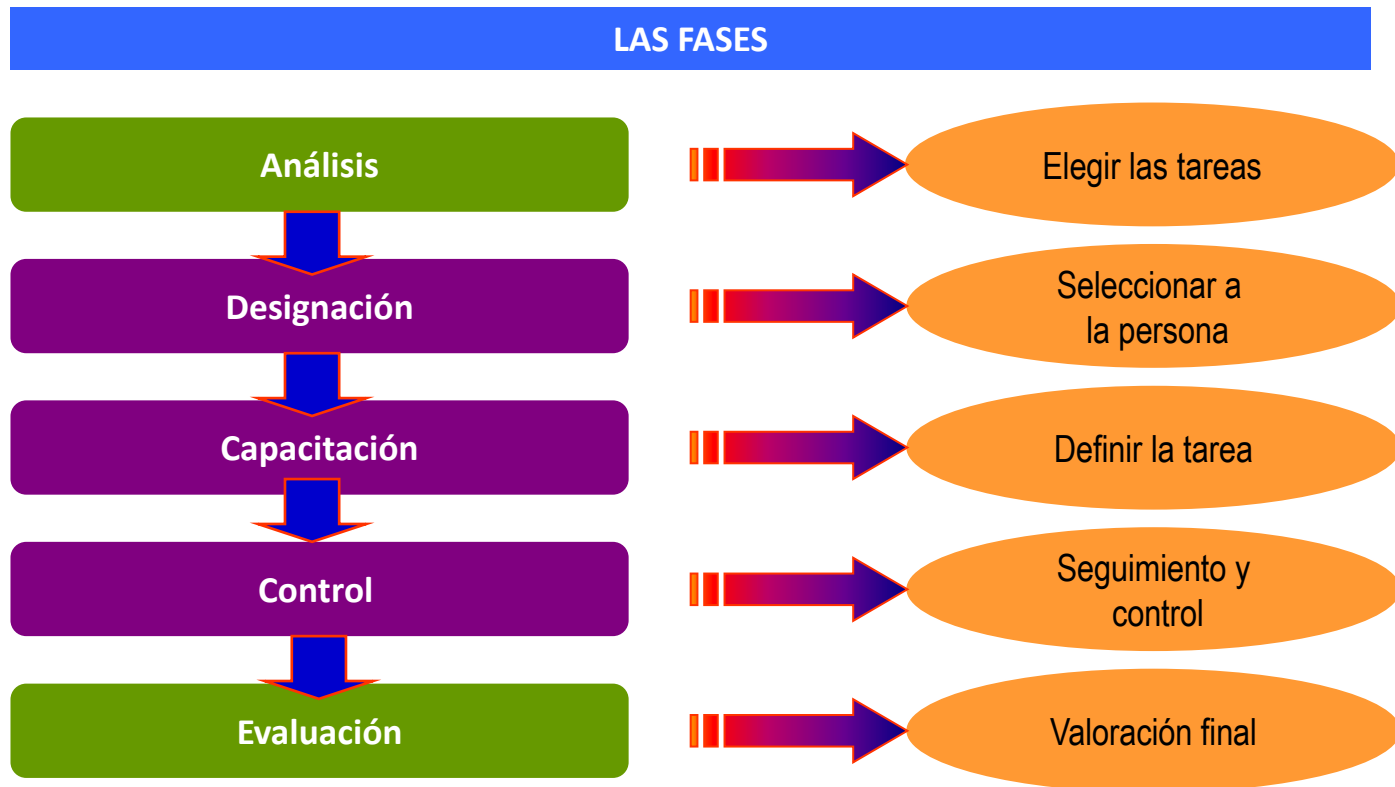 LAS FASES
Análisis
Elegir las tareas
Designación
Seleccionar a
la persona
Capacitación
Definir la tarea
Control
Seguimiento y
control
Evaluación
Valoración final